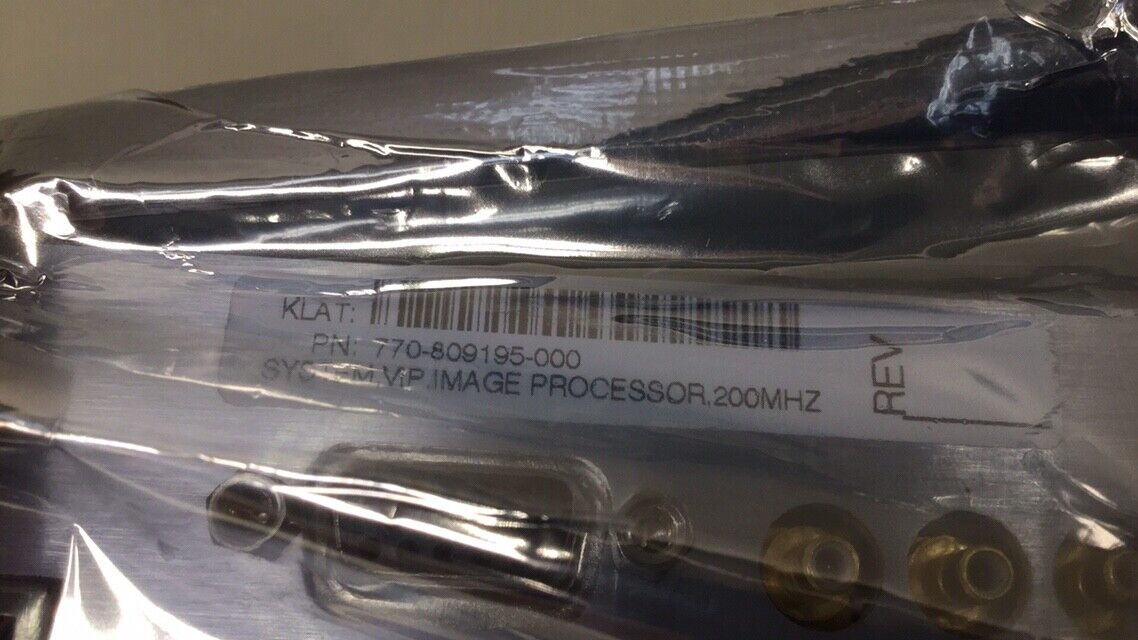 KLAT:
PN: 770-809195-000
SYSTEM,VIP,IMAGE PROCESSOR,200MHZ
REV